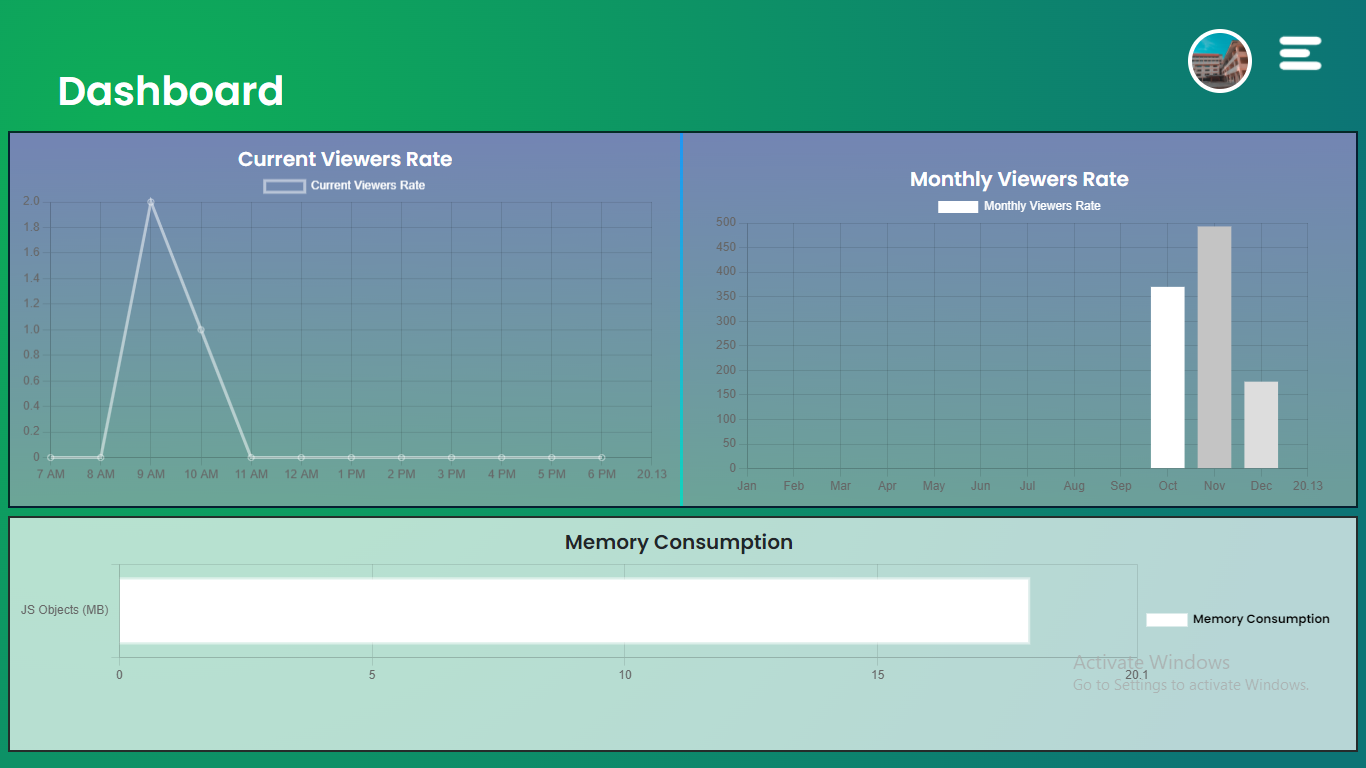 Dashboard
Current Viewers Rate
Current Viewers Rate
2.0
1.8
1.6
1.4
1.2
1.0
0.8
0.6
0.4
0.2
0
7 AM 8 AM 9 AM 10 AM 11 AM 12 AM 1 PM 2 PM 3 PM 4 PM 5 PM 6 PM 20.13
Monthly Viewers Rate
Monthly Viewers Rate
500
450
400
350
300
250
200
150
100
50
0
Jan Feb Mar Apr May Jun Jul Aug Sep Oct Nov Dec 20.13
Memory Consumption
JS Objects (MB)
Memory Consumption
0 5 10 15 20.1
Activate Windows
Go to Settings to activate Windows.